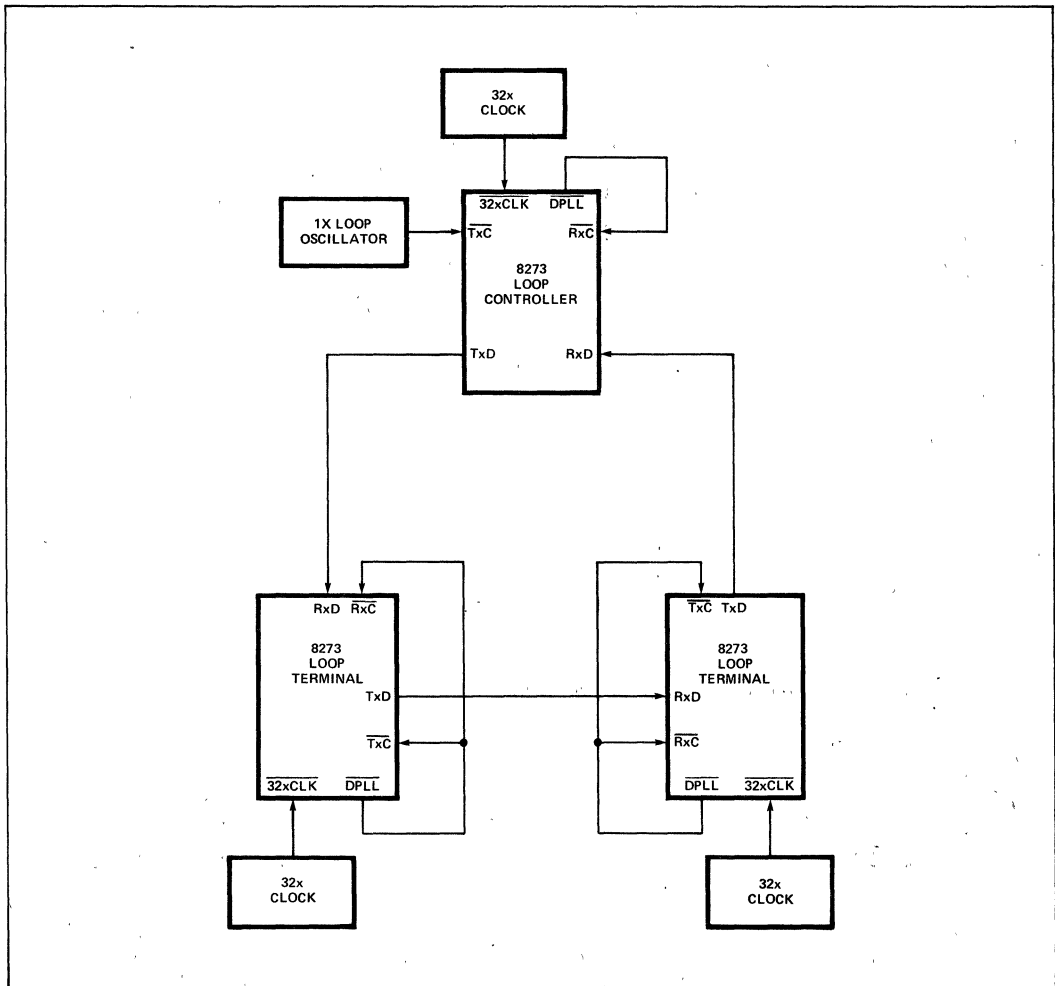 32x
CLOCK
32xCLK DPLL
1X LOOP
OSCILLATOR
TxC RxC
8273
LOOP
CONTROLLER
TxD RxD
RxD RxC
8273
LOOP
TERMINAL
TxD
TxC
32xCLK DPLL
32x
CLOCK
TxC TxD
8273
LOOP
TERMINAL
RxD
RxC
DPLL 32xCLK
32x
CLOCK